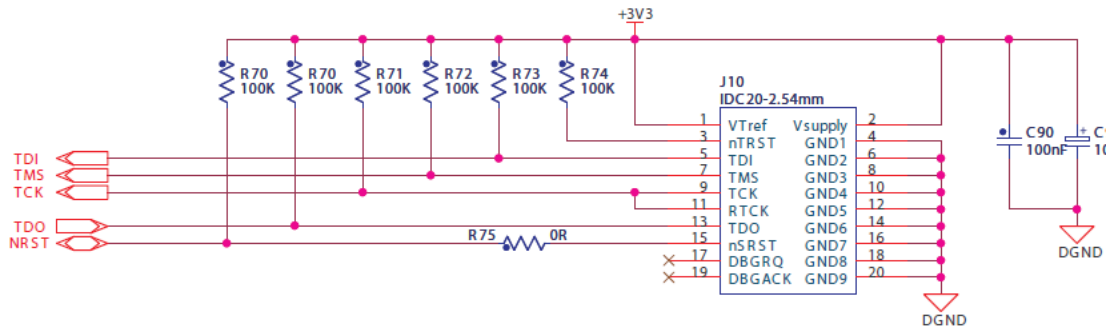 +3V3
R70
100K
R70
100K
R71
100K
R72
100K
R73
100K
R74
100K
J10
IDC20-2.54mm
1 VTref Vsupply 2
3 nTRST GND1 4
5 TDI GND2 6
7 TMS GND3 8
9 TCK GND4 10
11 RTCK GND5 12
13 TDO GND6 14
15 nSRST GND7 16
17 DBGRQ GND8 18
19 DBGACK GND9 20
C90
100nF
+
TDI
TMS
TCK
TDO
NRST
R75 0R
DGND
DGND